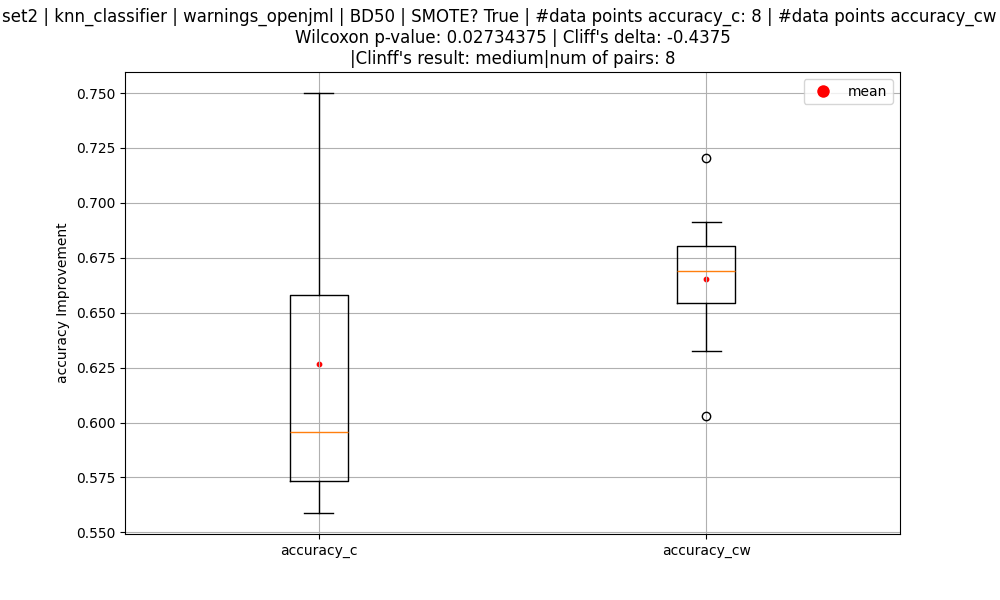 set2 | knn_classifier | warnings_openjml | BD50 | SMOTE? True | #data points accuracy_c: 8 | #data points accuracy_cw
Wilcoxon p-value: 0.02734375 | Cliff's delta: -0.4375
|Clinff's result: medium|num of pairs: 8
mean
0.750
0.725
0.700
0.675
0.650
0.625
0.600
0.575
0.550
accuracy Improvement
accuracy_c
accuracy_cw